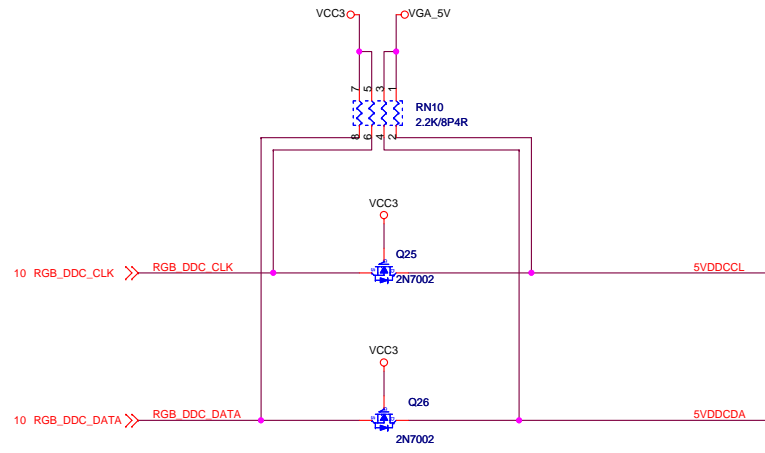 VCC3
VGA_5V
7 5 3 1
RN10
2.2K/8P4R
8 6 4 2
VCC3
Q25
10 RGB_DDC_CLK
RGB_DDC_CLK
5VDDCCL
2N7002
VCC3
Q26
10 RGB_DDC_DATA
RGB_DDC_DATA
5VDDCDA
2N7002